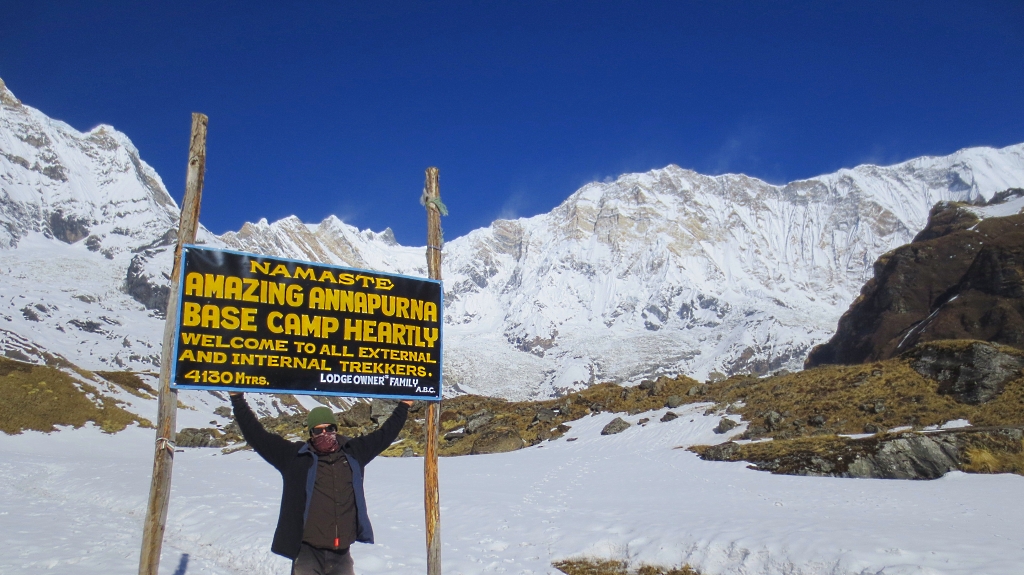 NAMASTE
AMAZING ANNAPURNA
BASE CAMP HEARTLY
WELCOME TO ALL EXTERNAL
AND INTERNAL TREKKERS.
4130 MTRS. LODGE OWNER" FAMILY
A.B.C.